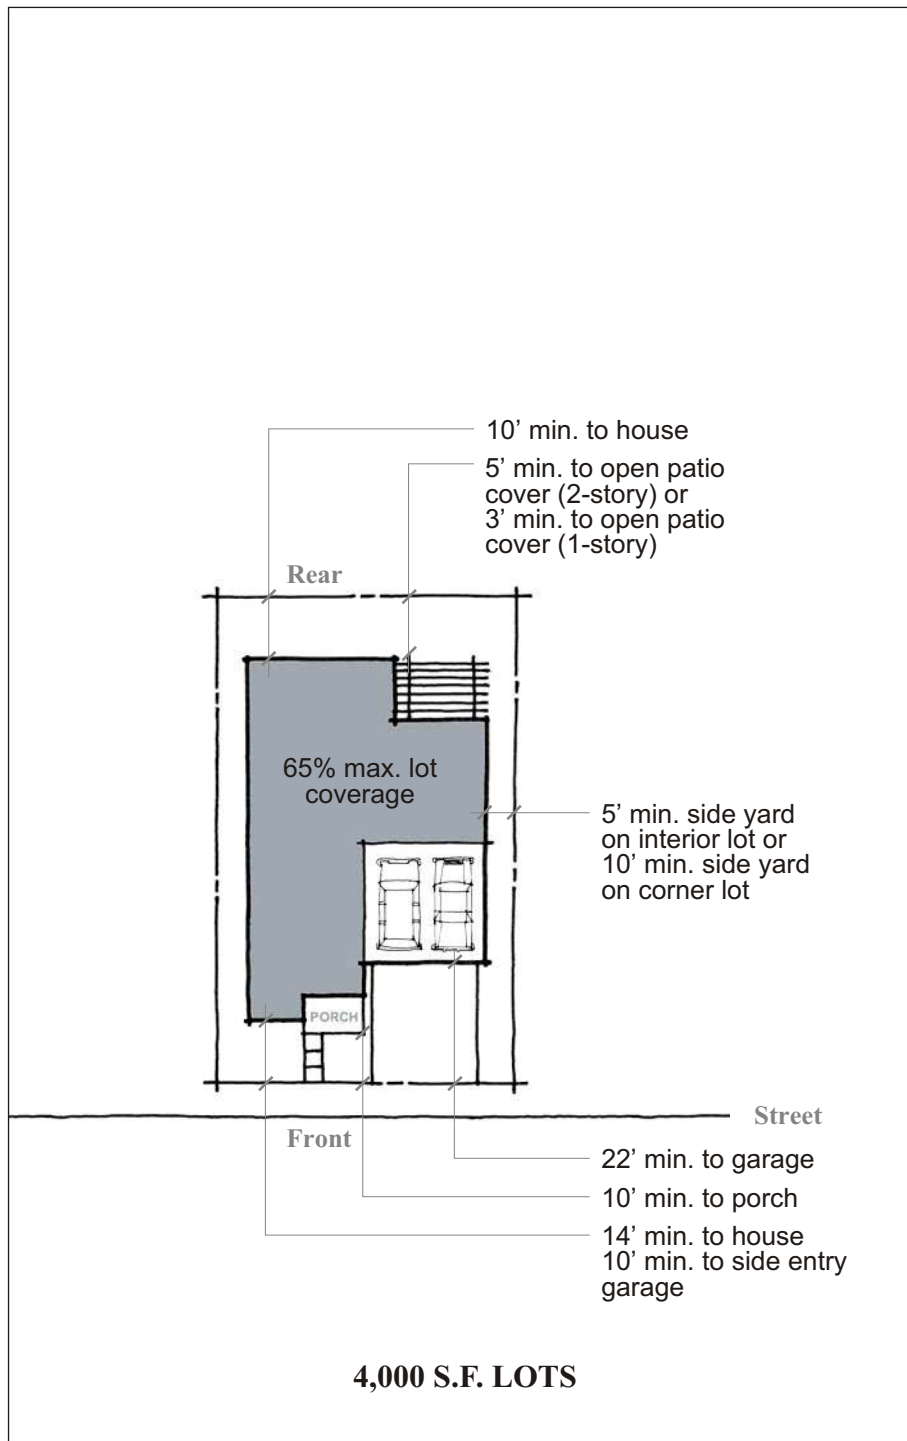 10’ min. to house
5’ min. to open patio
cover (2-story) or
3’ min. to open patio
cover (1-story)
Rear
65% max. lot
coverage
5’ min. side yard
on interior lot or
10’ min. side yard
on corner lot
PORCH
Street
Front
22’ min. to garage
10’ min. to porch
14’ min. to house
10’ min. to side entry
garage
4,000 S.F. LOTS